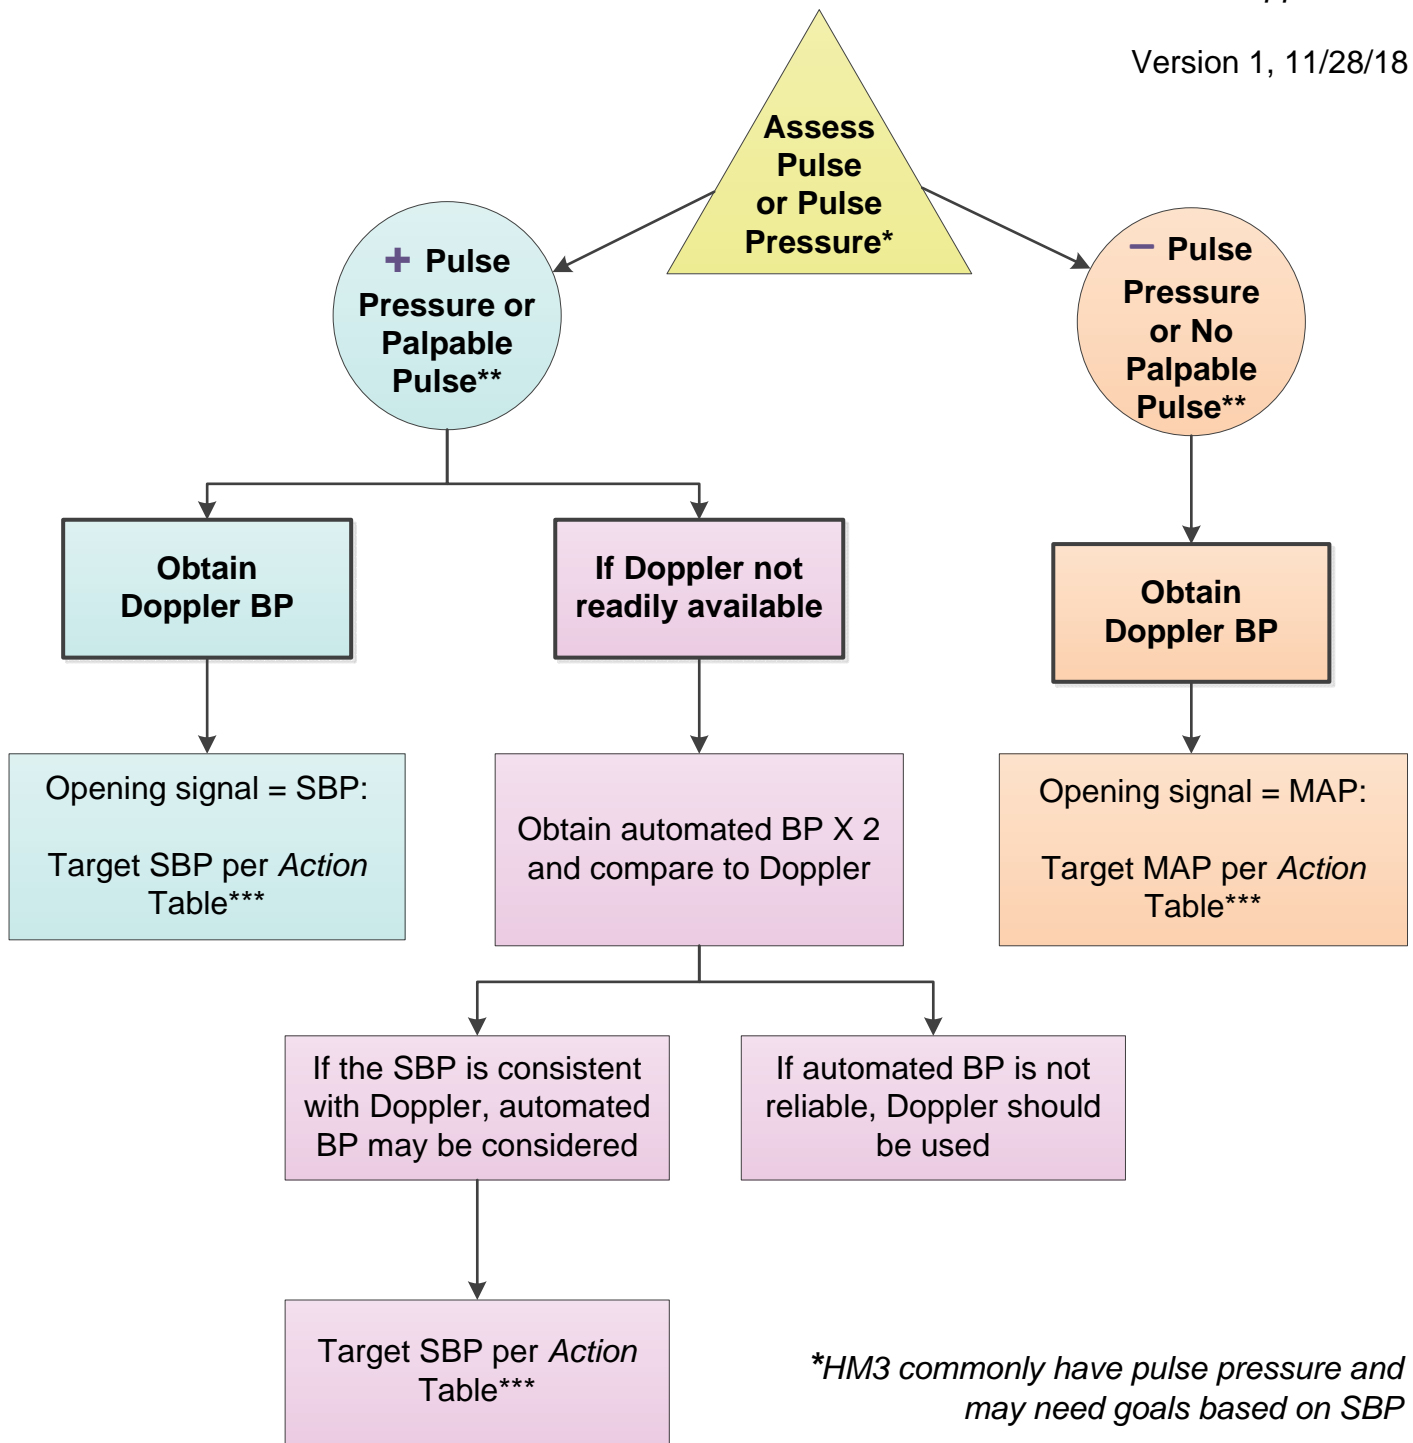 Version 1, 11/28/18
Assess
Pulse
or Pulse
Pressure*
+ Pulse
Pressure or
Palpable
Pulse**
− Pulse
Pressure
or No
Palpable
Pulse**
Obtain
Doppler BP
If Doppler not
readily available
Obtain
Doppler BP
Opening signal = SBP:
Target SBP per Action
Table***
Obtain automated BP X 2
and compare to Doppler
Opening signal = MAP:
Target MAP per Action
Table***
If the SBP is consistent
with Doppler, automated
BP may be considered
If automated BP is not
reliable, Doppler should
be used
Target SBP per Action
Table***
*HM3 commonly have pulse pressure and
may need goals based on SBP